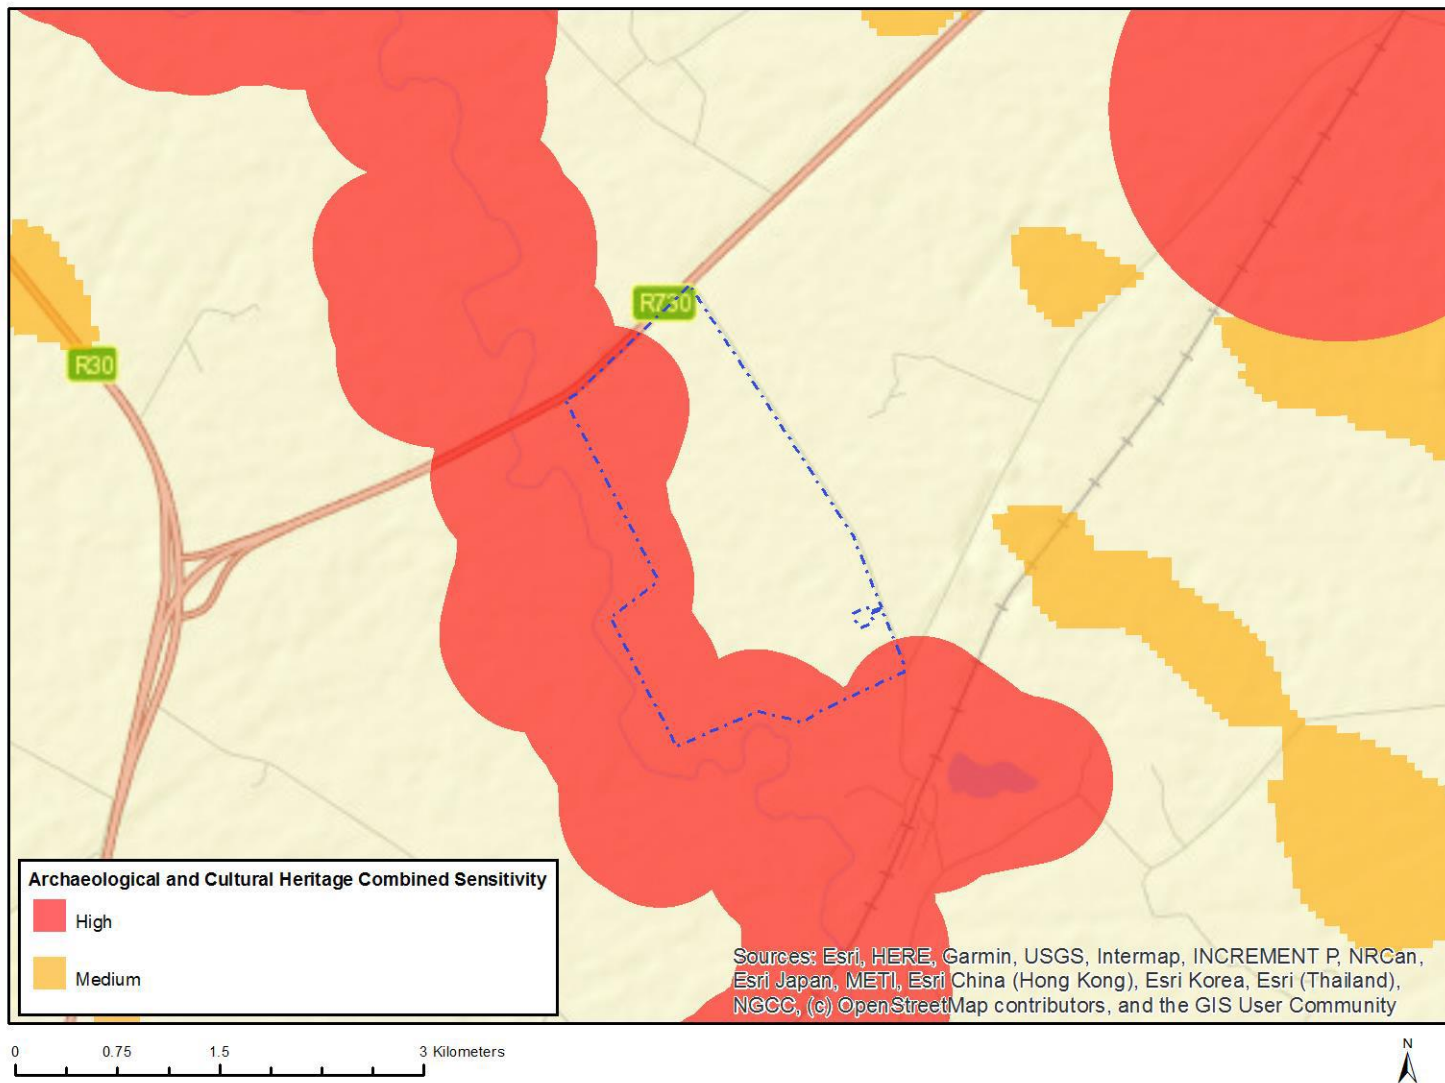 R730
R30
Archaeological and Cultural Heritage Combined Sensitivity
High
Medium
Sources: Esri, HERE, Garmin, USGS, Intermap, INCREMENT P, NRCan,
Esri Japan, METI, Esri China (Hong Kong), Esri Korea, Esri (Thailand),
NGCC, (c) OpenStreetMap contributors, and the GIS User Community
0 0.75 1.5 3 Kilometers
N